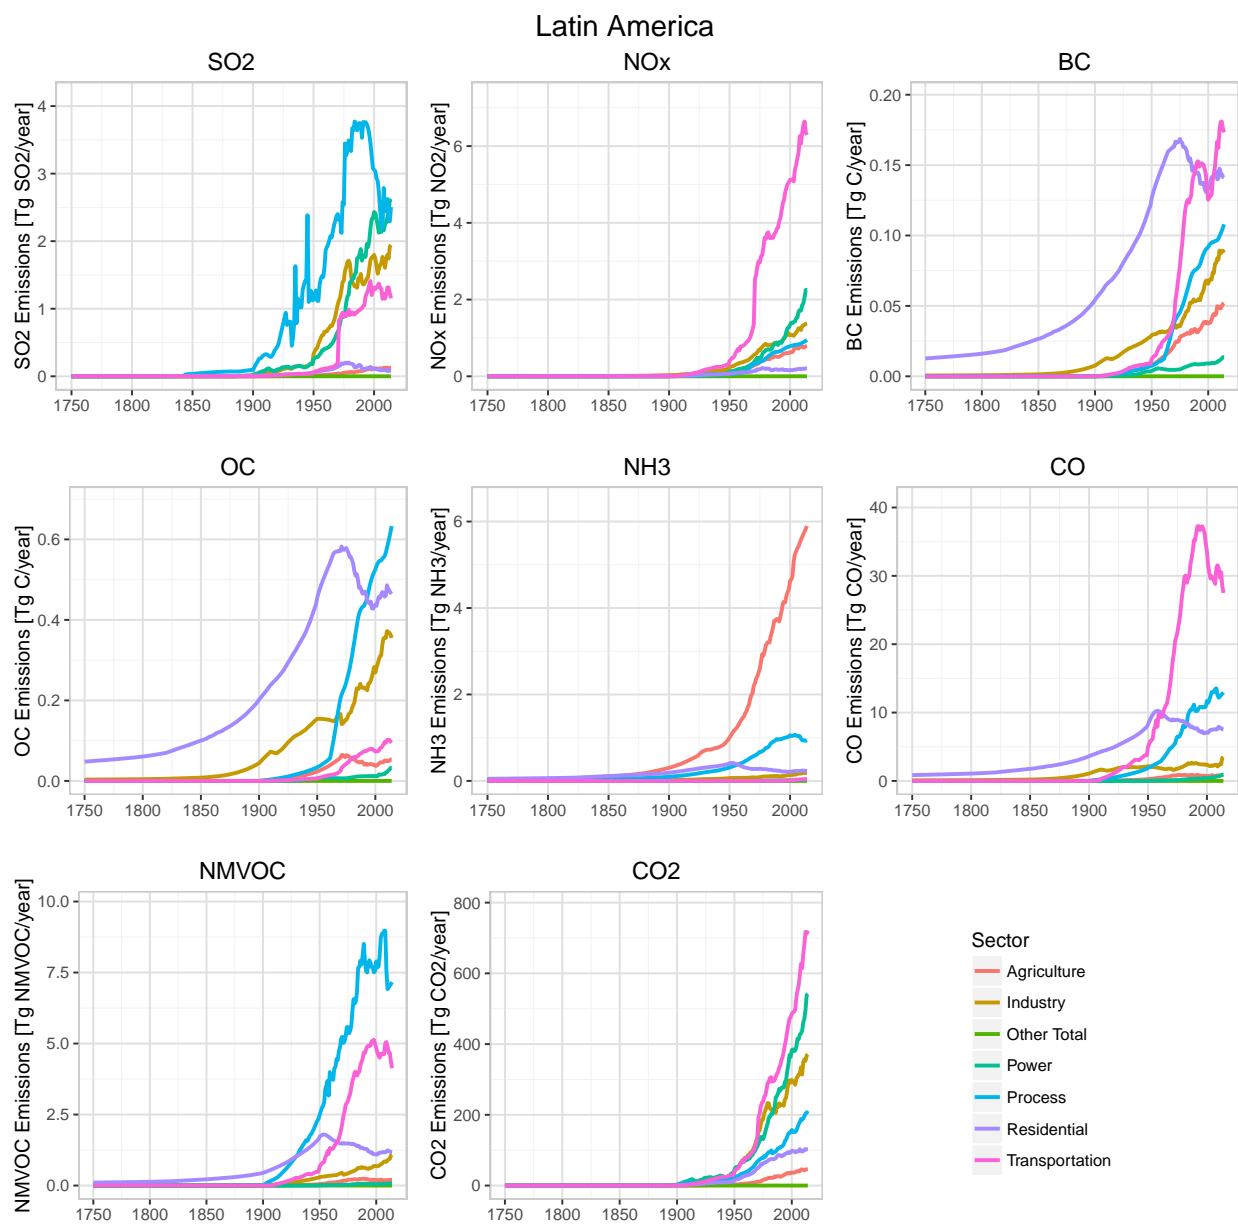 Latin America
SO2
SO2 Emissions [Tg SO2/year]
4
3
2
1
0
1750 1800 1850 1900 1950 2000
NOx
NOx Emissions [Tg NO2/year]
6
4
2
0
1750 1800 1850 1900 1950 2000
BC
BC Emissions [Tg C/year]
0.20
0.15
0.10
0.05
0.00
1750 1800 1850 1900 1950 2000
OC
OC Emissions [Tg C/year]
0.6
0.4
0.2
0.0
1750 1800 1850 1900 1950 2000
NH3
NH3 Emissions [Tg NH3/year]
6
4
2
0
1750 1800 1850 1900 1950 2000
CO
CO Emissions [Tg CO/year]
40
30
20
10
0
1750 1800 1850 1900 1950 2000
NMVOC
NMVOC Emissions [Tg NMVOC/year]
10.0
7.5
5.0
2.5
0.0
1750 1800 1850 1900 1950 2000
CO2
CO2 Emissions [Tg CO2/year]
800
600
400
200
0
1750 1800 1850 1900 1950 2000
Sector
Agriculture
Industry
Other Total
Power
Process
Residential
Transportation